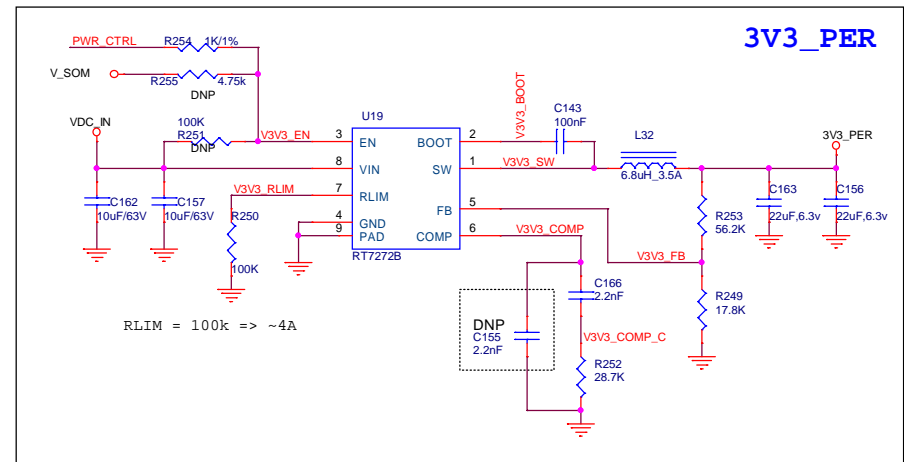 3V3_PER
PWR_CTRL
R254
1K/1%
V_SOM
R255
4.75k
DNP
VDC_IN
100K
R251
DNP
V3V3_EN
U19
3
EN
BOOT
2
V3V3_BOOT
C143
100nF
8
VIN
SW
1
V3V3_SW
L32
6.8uH_3.5A
3V3_PER
7
RLIM
V3V3_RLIM
FB
5
4
GND
9
PAD
COMP
6
V3V3_COMP
RT7272B
C162
10uF/63V
C157
10uF/63V
R250
100K
R253
56.2K
C163
22uF,6.3v
C156
22uF,6.3v
V3V3_FB
R249
17.8K
C166
2.2nF
DNP
C155
2.2nF
V3V3_COMP_C
R252
28.7K
RLIM = 100k => ~4A